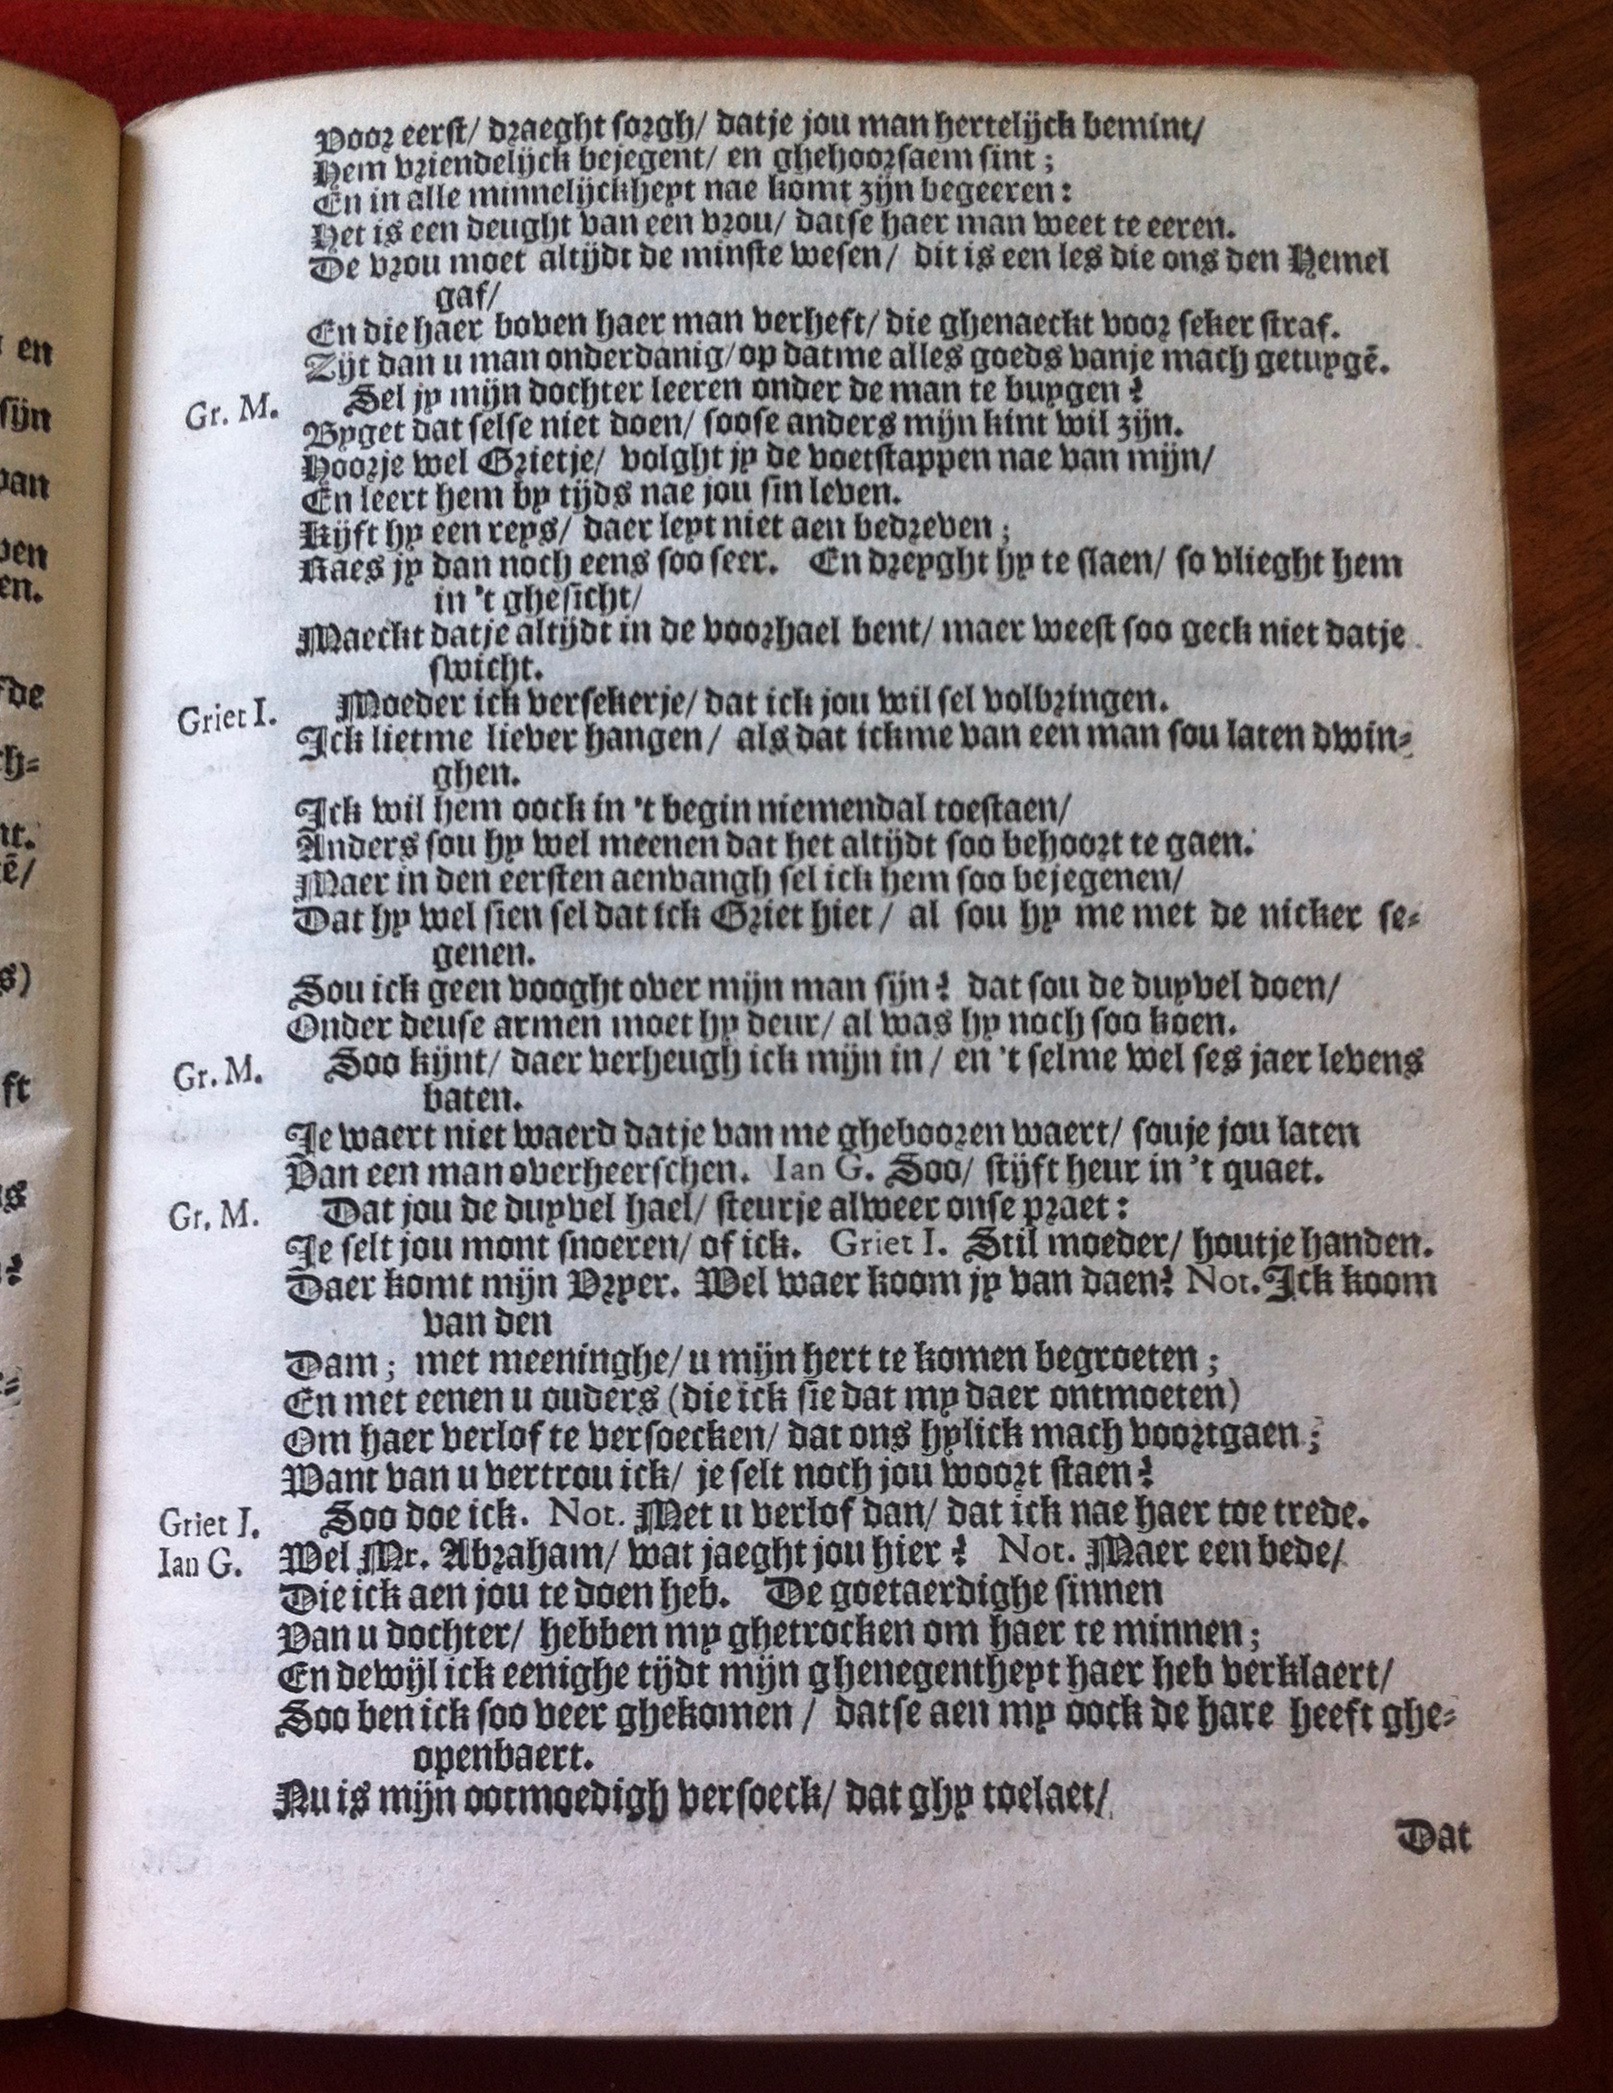 Voor eerst/ draeght sorgh/ datje jou man hertelijck bemint/
Hem vriendelijck bejegent/ en ghehoorsaem sint;
En in alle minnelijckheyt nae komt zijn begeeren:
Het is een deught van een vrou/ datse haer man weet te eeren.
De vrou moet altijdt de minste wesen/ dit is een les die ons den Hemel
gaf/
En die haer boven haer man verheft/ die ghenaeckt voor seker straf.
Zijt dan u man onderdanig/ op datme alles goeds vanje mach getuygẽ.
Gr. M. Sel jy mijn dochter leeren onder de man te buygen?
Byget dat selse niet doen/ soose anders mijn kint wil zijn.
Hoorje wel Grietje/ volght jy de voetstappen nae van mijn/
En leert hem by tijds nae jou sin leven.
Kijft hy een reys/ daer leyt niet aen bedreven;
Raes jy dan noch eens soo seer. En dreyght hy te slaen/ so vlieght hem
in 't ghesicht/
Maeckt datje altijdt in de voorhael bent/ maer weest soo geck niet datje
swicht.
Griet I. Moeder ick versekerje/ dat ick jou wil sel volbringen.
Ick lietme liever hangen/ als dat ickme van een man sou laten dwin-
ghen.
Ick wil hem oock in 't begin niemendal toestaen/
Anders sou hy wel meenen dat het altijdt soo behoort te gaen.
Maer in den eersten aenvangh sel ick hem soo bejegenen/
Dat hy wel sien sel dat ick Griet hiet/ al sou hy me met de nicker se-
genen.
Sou ick geen vooght over mijn man sijn? dat sou de duyvel doen/
Onder deuse armen moet hy deur/ al was hy noch soo koen.
Gr. M. Soo kijnt/ daer verheugh ick mijn in/ en 't selme wel ses jaer levens
baten.
Je waert niet waerd datje van me gheboozen waert/ souje jou laten
Van een man overheerschen. Ian G. Soo/ stijft heur in 't quaet.
Gr. M. Dat jou de duyvel hael/ steurje alweer onse praet:
Je selt jou mont snoeren/ of ick. Griet I. Stil moeder/ houtje handen.
Daer komt mijn Vryer. Wel waer koom jy van daen? Not. Ick koom
van den
Dam; met meeninghe/ u mijn hert te komen begroeten;
En met eenen u ouders (die ick sie dat my daer ontmoeten)
Om haer verlof te versoecken/ dat ons hylick mach voortgaen;
Want van u vertrou ick/ je selt noch jou woort staen?
Griet I. Soo doe ick. Not. Met u verlof dan/ dat ick nae haer toe trede.
Ian G. Wel Mr. Abraham/ wat jaeght jou hier? Not. Maer een bede/
Die ick aen jou te doen heb. De goetaerdighe sinnen
Van u dochter/ hebben my ghetrocken om haer te minnen;
En dewijl ick eenighe tijdt mijn ghenegentheyt haer heb verklaert/
Soo ben ick soo veer ghekomen/ datse aen my oock de hare heeft ghe-
openbaert.
Nu is mijn ootmoedigh versoeck/ dat ghy toelaet/
Dat